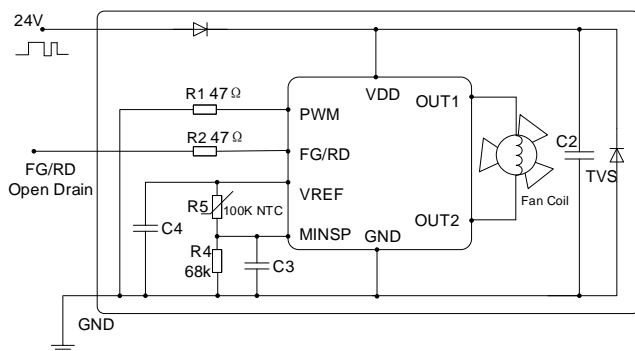 24V
R1 47Ω
PWM
VDD
OUT1
R2 47Ω
FG/RD
C2
FG/RD
Open Drain
TVS
VREF
R5
100K NTC
Fan Coil
C4
MINSP
GND
OUT2
R4
68k
C3
GND